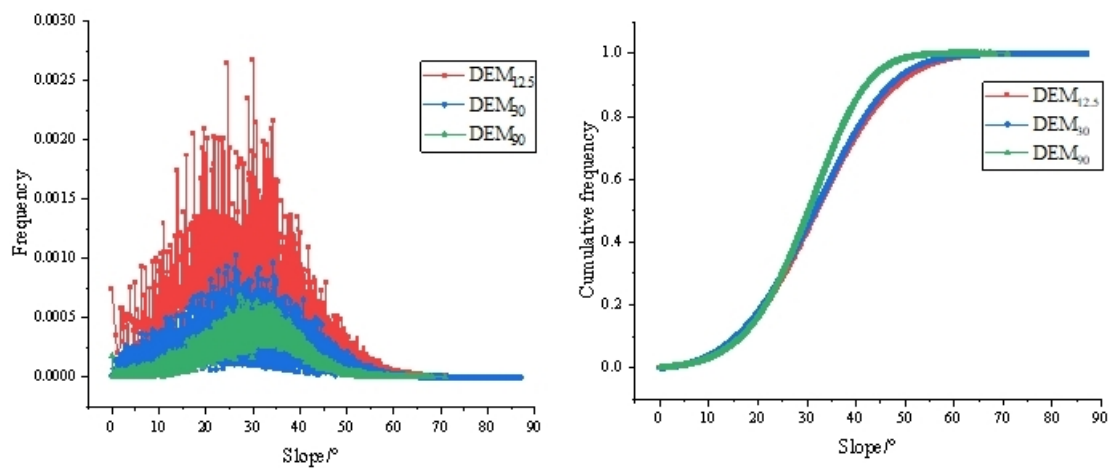 0.0030
0.0025
0.0020
0.0015
0.0010
0.0005
0.0000
Frequency
0 10 20 30 40 50 60 70 80 90
Slope/°
DEM12.5
DEM30
DEM90
1.0
0.8
0.6
0.4
0.2
0.0
Cumulative frequency
0 10 20 30 40 50 60 70 80 90
Slope/°
DEM12.5
DEM30
DEM90